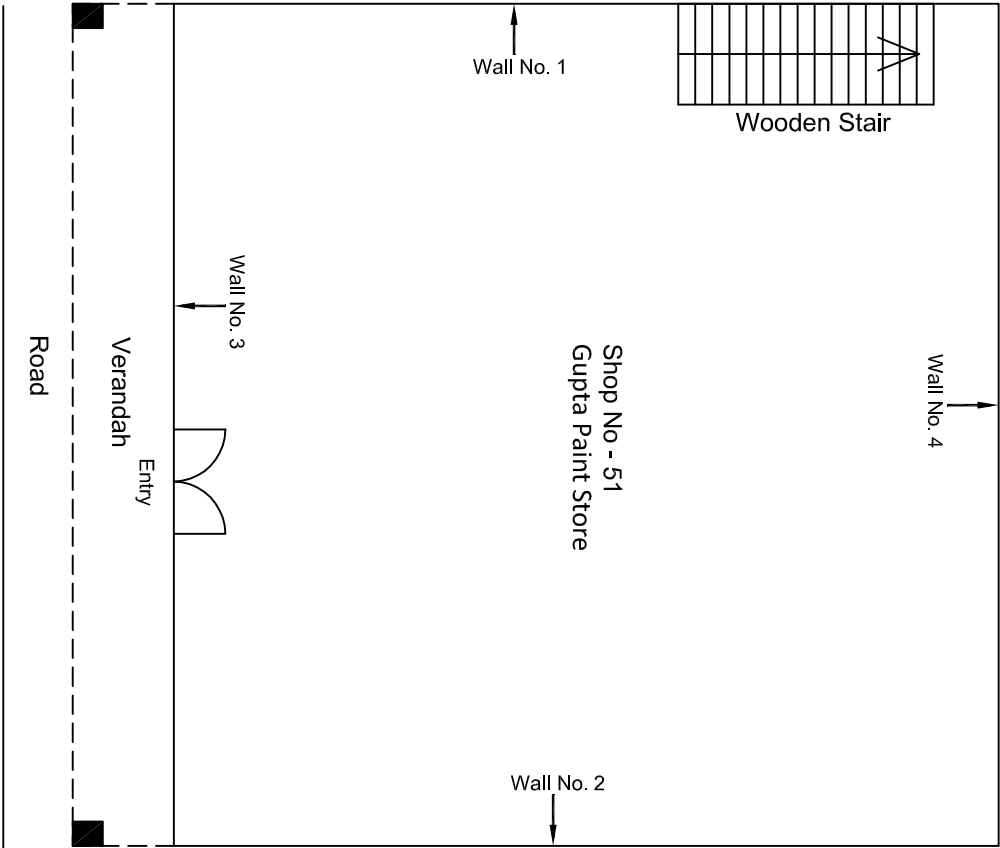 Wall No. 1
Wooden Stair
Wall No. 3
Wall No. 4
Shop No - 51
Gupta Paint Store
Road
Verandah
Entry
Wall No. 2